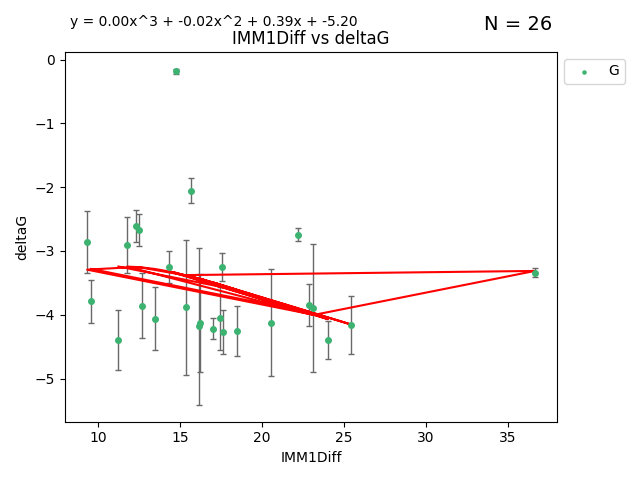 y = 0.00x^3 + -0.02x^2 + 0.39x + -5.20
N = 26
IMM1Diff vs deltaG
G
0
−1
−2
−3
−4
−5
deltaG
10 15 20 25 30 35
IMM1Diff